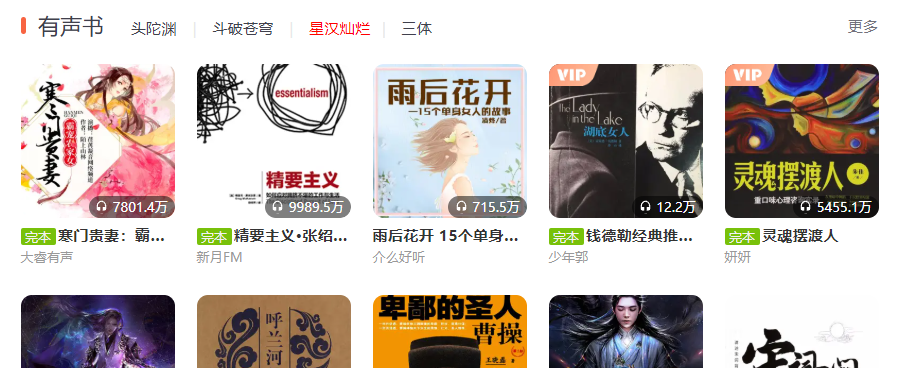 有声书
头陀渊
斗破苍穹
星汉灿烂
三体
更多
寒门贵妻
7801.4万
essentialism
精要主义
9989.5万
雨后花开
15个单身女人的故事
715.5万
VIP
The Lady
in the Lake
湖底女人
12.2万
VIP
灵魂摆渡人
5455.1万
完本 寒门贵妻：霸...
大睿有声
完本 精要主义·张绍...
新月FM
雨后花开 15个单身...
介么好听
完本 钱德勒经典推...
少年郭
完本 灵魂摆渡人
妍妍
呼兰河
卑鄙的圣人
曹操
王晓磊